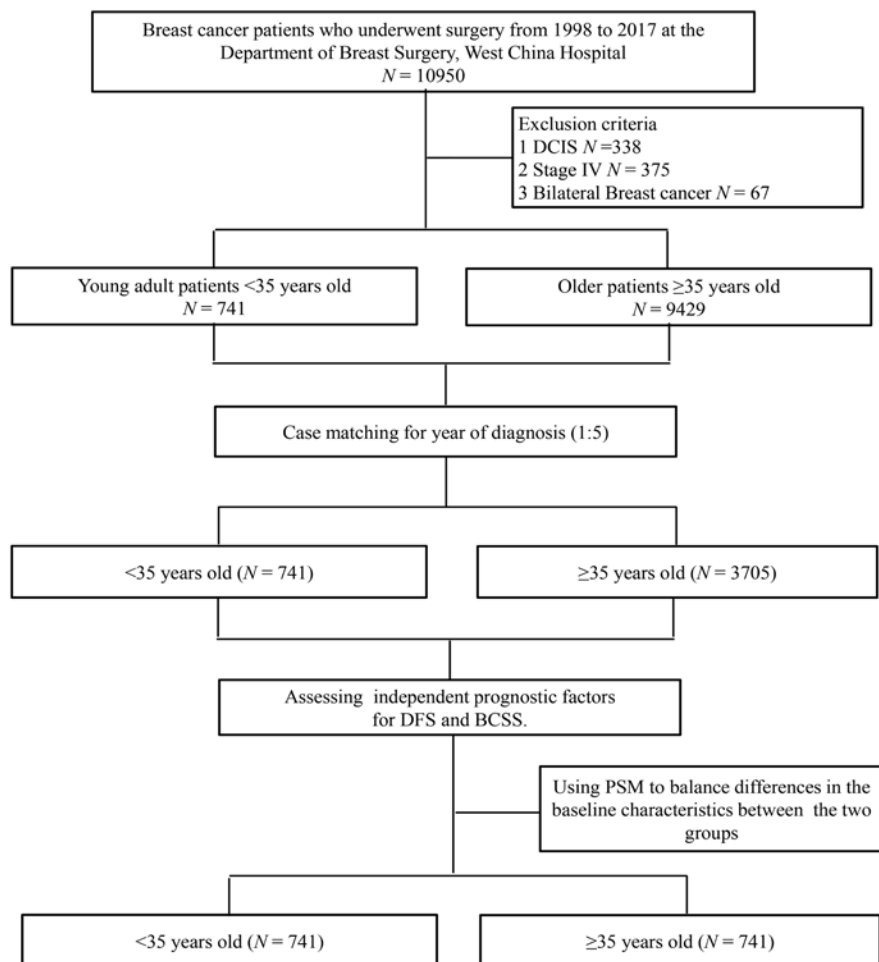 Breast cancer patients who underwent surgery from 1998 to 2017 at the
Department of Breast Surgery, West China Hospital
N = 10950
Exclusion criteria
1 DCIS N =338
2 Stage IV N = 375
3 Bilateral Breast cancer N = 67
Young adult patients <35 years old
N = 741
Older patients ≥35 years old
N = 9429
Case matching for year of diagnosis (1:5)
<35 years old (N = 741)
≥35 years old (N = 3705)
Assessing independent prognostic factors
for DFS and BCSS.
Using PSM to balance differences in the
baseline characteristics between the two
groups
<35 years old (N = 741)
≥35 years old (N = 741)